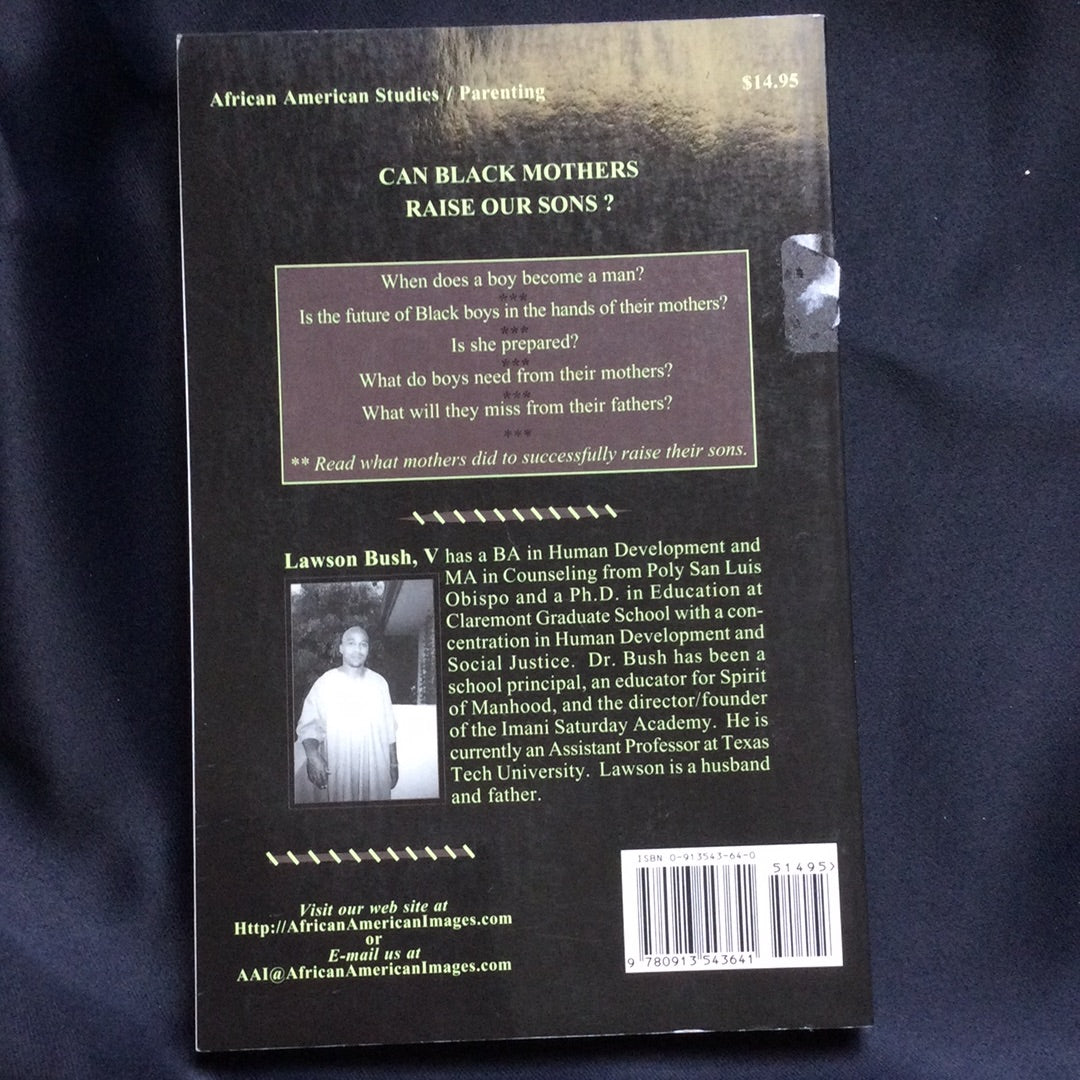 African American Studies / Parenting
$14.95
CAN BLACK MOTHERS
RAISE OUR SONS ?
When does a boy become a man?
***
Is the future of Black boys in the hands of their mothers?
***
Is she prepared?
***
What do boys need from their mothers?
***
What will they miss from their fathers?
***
** Read what mothers did to successfully raise their sons.
Lawson Bush, V has a BA in Human Development and
MA in Counseling from Poly San Luis
Obispo and a Ph.D. in Education at
Claremont Graduate School with a con-
centration in Human Development and
Social Justice. Dr. Bush has been a
school principal, an educator for Spirit
of Manhood, and the director/founder
of the Imani Saturday Academy. He is
currently an Assistant Professor at Texas
Tech University. Lawson is a husband
and father.
Visit our web site at
Http://AfricanAmericanImages.com
or
E-mail us at
AAI@AfricanAmericanImages.com
ISBN 0-913543-64-0
51495>
9 780913 543641